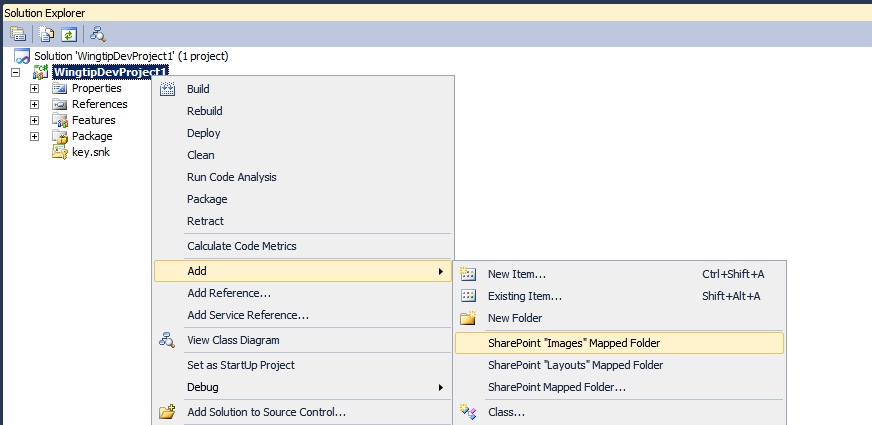 Solution Explorer
Solution 'WingtipDevProject1' (1 project)
WingtipDevProject1
Properties
References
Features
Package
key.snk
Build
Rebuild
Deploy
Clean
Run Code Analysis
Package
Retract
Calculate Code Metrics
Add
Add Reference...
Add Service Reference...
View Class Diagram
Set as StartUp Project
Debug
Add Solution to Source Control...
New Item... Ctrl+Shift+A
Existing Item... Shift+Alt+A
New Folder
SharePoint "Images" Mapped Folder
SharePoint "Layouts" Mapped Folder
SharePoint Mapped Folder...
Class...